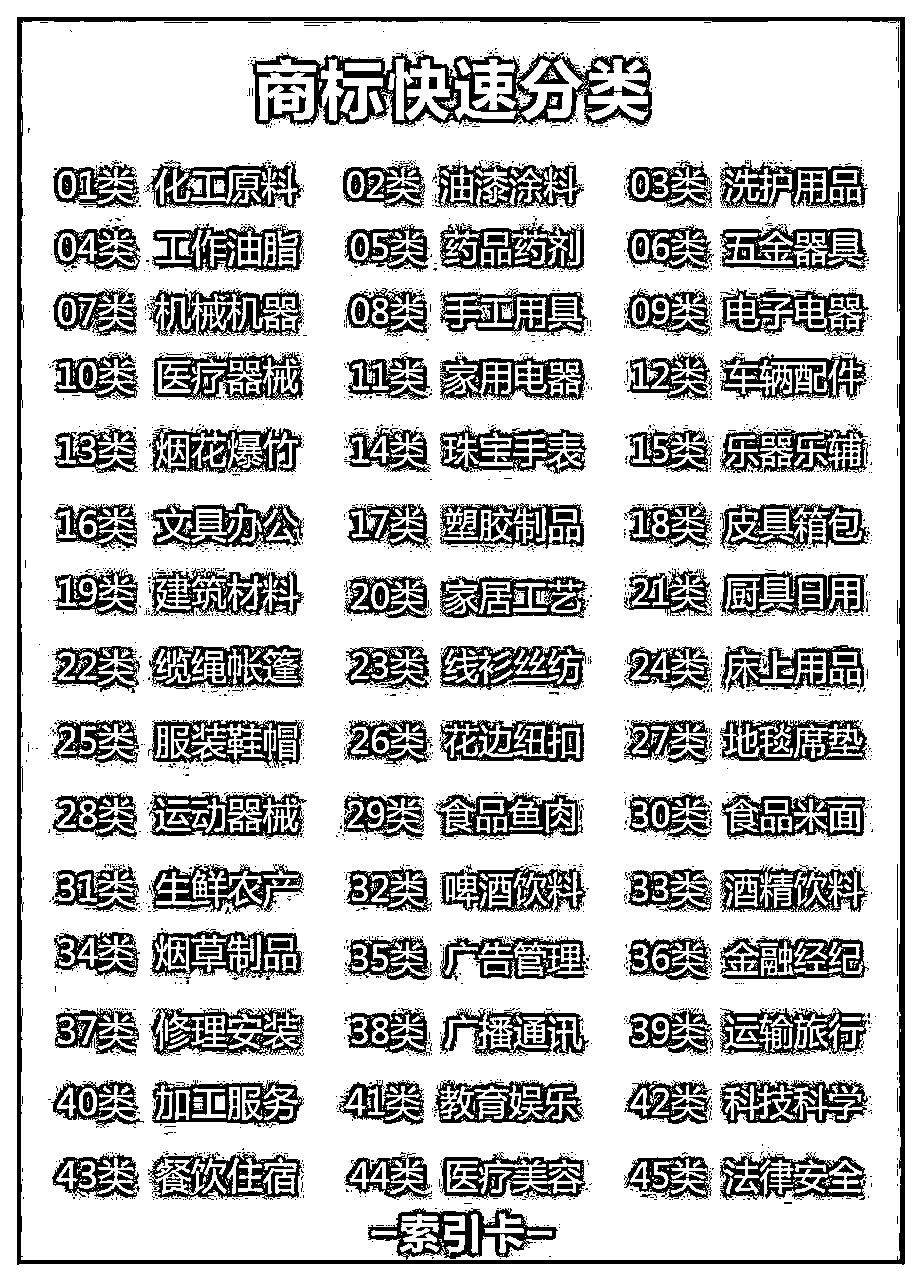 商标快速分类
01类 化工原料 02类 油漆涂料 03类 洗护用品
04类 工作油脂 05类 药品药剂 06类 五金器具
07类 机械机器 08类 手工用具 09类 电子电器
10类 医疗器械 11类 家用电器 12类 车辆配件
13类 烟花爆竹 14类 珠宝手表 15类 乐器乐辅
16类 文具办公 17类 塑胶制品 18类 皮具箱包
19类 建筑材料 20类 家居工艺 21类 厨具日用
22类 缆绳帐篷 23类 线衫丝纺 24类 床上用品
25类 服装鞋帽 26类 花边纽扣 27类 地毯席垫
28类 运动器械 29类 食品鱼肉 30类 食品米面
31类 生鲜农产 32类 啤酒饮料 33类 酒精饮料
34类 烟草制品 35类 广告管理 36类 金融经纪
37类 修理安装 38类 广播通讯 39类 运输旅行
40类 加工服务 41类 教育娱乐 42类 科技科学
43类 餐饮住宿 44类 医疗美容 45类 法律安全
-索引卡-